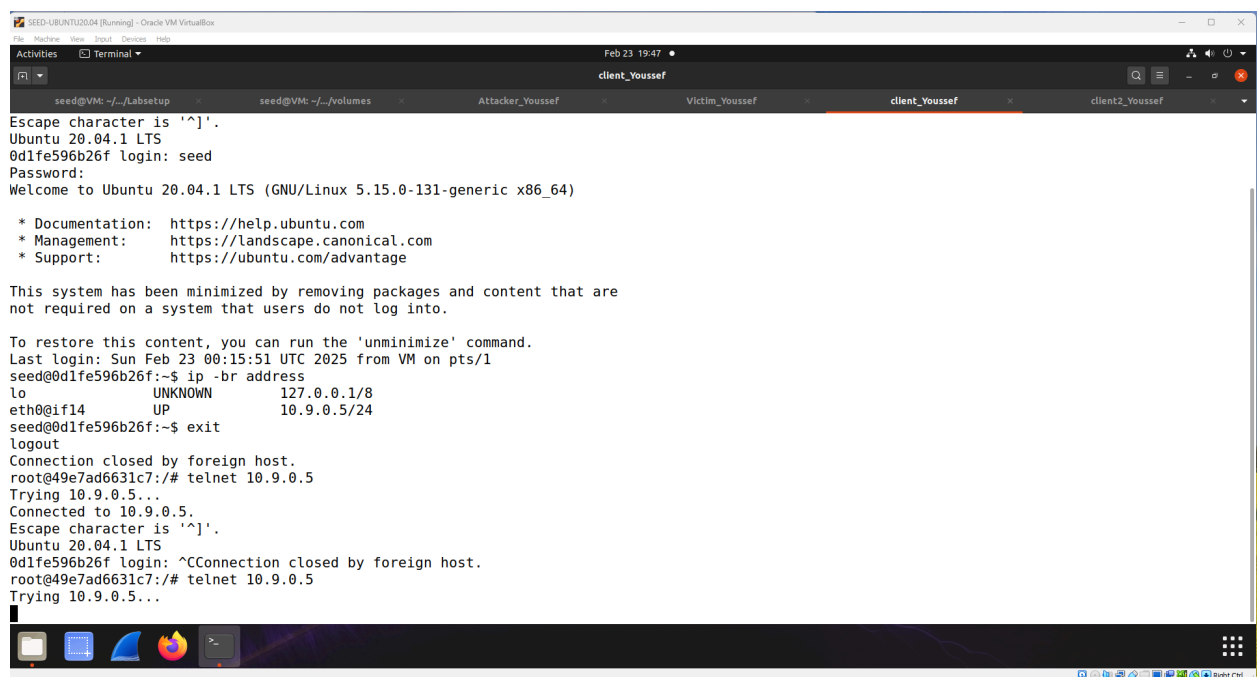 SEED-UBUNTU20.04 [Running] - Oracle VM VirtualBox
File Machine View Input Devices Help
Activities Terminal Feb 23 19:47
client_Youssef
seed@VM: ~/.../Labsetup seed@VM: ~/.../volumes Attacker_Youssef Victim_Youssef client_Youssef client2_Youssef
Escape character is '^]'.
Ubuntu 20.04.1 LTS
0d1fe596b26f login: seed
Password:
Welcome to Ubuntu 20.04.1 LTS (GNU/Linux 5.15.0-131-generic x86_64)
* Documentation: https://help.ubuntu.com
* Management: https://landscape.canonical.com
* Support: https://ubuntu.com/advantage
This system has been minimized by removing packages and content that are
not required on a system that users do not log into.
To restore this content, you can run the 'unminimize' command.
Last login: Sun Feb 23 00:15:51 UTC 2025 from VM on pts/1
seed@0d1fe596b26f:~$ ip -br address
lo UNKNOWN 127.0.0.1/8
eth0@if14 UP 10.9.0.5/24
seed@0d1fe596b26f:~$ exit
logout
Connection closed by foreign host.
root@49e7ad6631c7:/# telnet 10.9.0.5
Trying 10.9.0.5...
Connected to 10.9.0.5.
Escape character is '^]'.
Ubuntu 20.04.1 LTS
0d1fe596b26f login: ^CConnection closed by foreign host.
root@49e7ad6631c7:/# telnet 10.9.0.5
Trying 10.9.0.5...
Right Ctrl